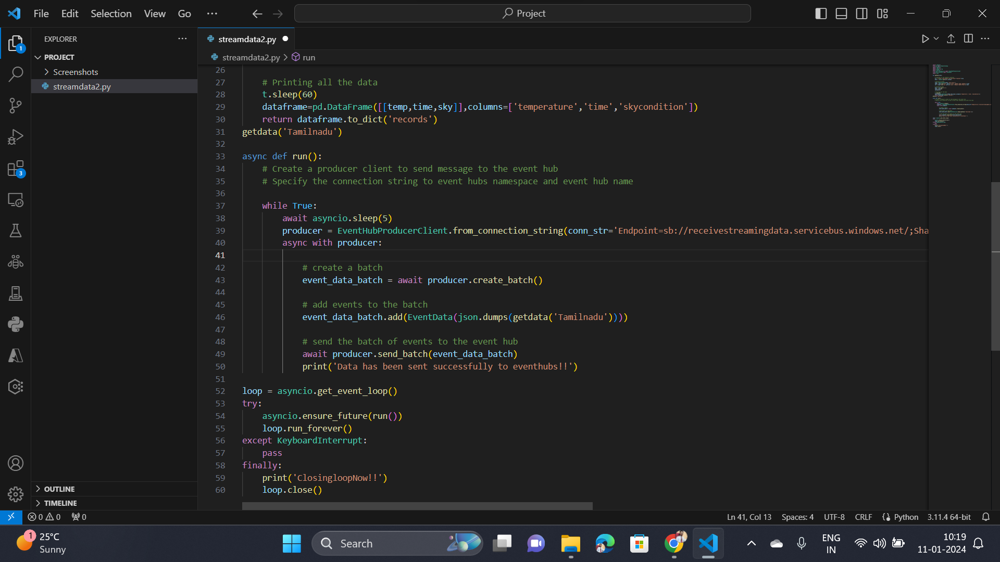 File Edit Selection View Go ···
Project
EXPLORER ···
PROJECT
Screenshots
streamdata2.py
OUTLINE
TIMELINE
1
3
streamdata2.py
streamdata2.py > run
26
27 # Printing all the data
28 t.sleep(60)
29 dataframe=pd.DataFrame([[temp,time,sky]],columns=['temperature','time','skycondition'])
30 return dataframe.to_dict('records')
31 getdata('Tamilnadu')
32
33 async def run():
34 # Create a producer client to send message to the event hub
35 # Specify the connection string to event hubs namespace and event hub name
36
37 while True:
38 await asyncio.sleep(5)
39 producer = EventHubProducerClient.from_connection_string(conn_str='Endpoint=sb://receivestreamingdata.servicebus.windows.net/;Sha
40 async with producer:
41
42 # create a batch
43 event_data_batch = await producer.create_batch()
44
45 # add events to the batch
46 event_data_batch.add(EventData(json.dumps(getdata('Tamilnadu'))))
47
48 # send the batch of events to the event hub
49 await producer.send_batch(event_data_batch)
50 print('Data has been sent successfully to eventhubs!!')
51
52 loop = asyncio.get_event_loop()
53 try:
54 asyncio.ensure_future(run())
55 loop.run_forever()
56 except KeyboardInterrupt:
57 pass
58 finally:
59 print('ClosingloopNow!!')
60 loop.close()
0 0 0 Ln 41, Col 13 Spaces: 4 UTF-8 CRLF Python 3.11.4 64-bit
1 25°C
Sunny
Search
ENG
IN
10:19
11-01-2024